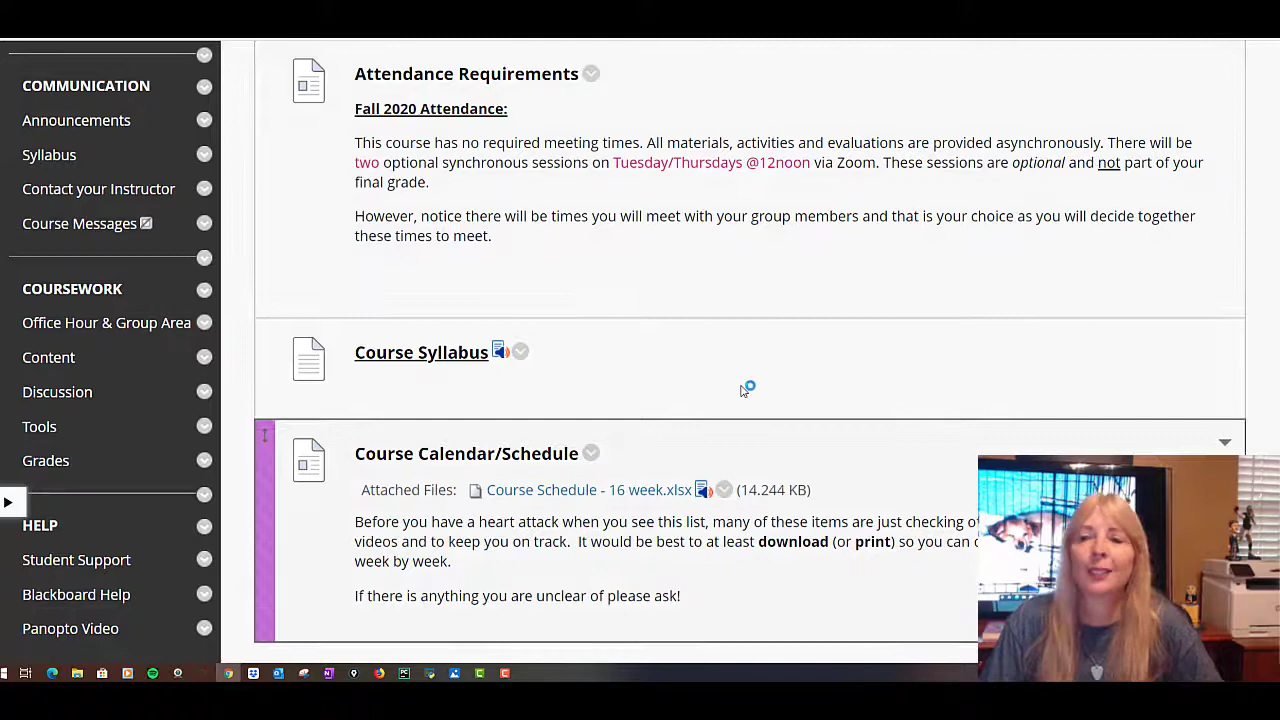 COMMUNICATION
Announcements
Syllabus
Contact your Instructor
Course Messages
COURSEWORK
Office Hour & Group Area
Content
Discussion
Tools
Grades
HELP
Student Support
Blackboard Help
Panopto Video
Attendance Requirements
Fall 2020 Attendance:
This course has no required meeting times. All materials, activities and evaluations are provided asynchronously. There will be
two optional synchronous sessions on Tuesday/Thursdays @12noon via Zoom. These sessions are optional and not part of your
final grade.
However, notice there will be times you will meet with your group members and that is your choice as you will decide together
these times to meet.
Course Syllabus
Course Calendar/Schedule
Attached Files: Course Schedule - 16 week.xlsx (14.244 KB)
Before you have a heart attack when you see this list, many of these items are just checking
videos and to keep you on track. It would be best to at least download (or print) so you can
week by week.
If there is anything you are unclear of please ask!